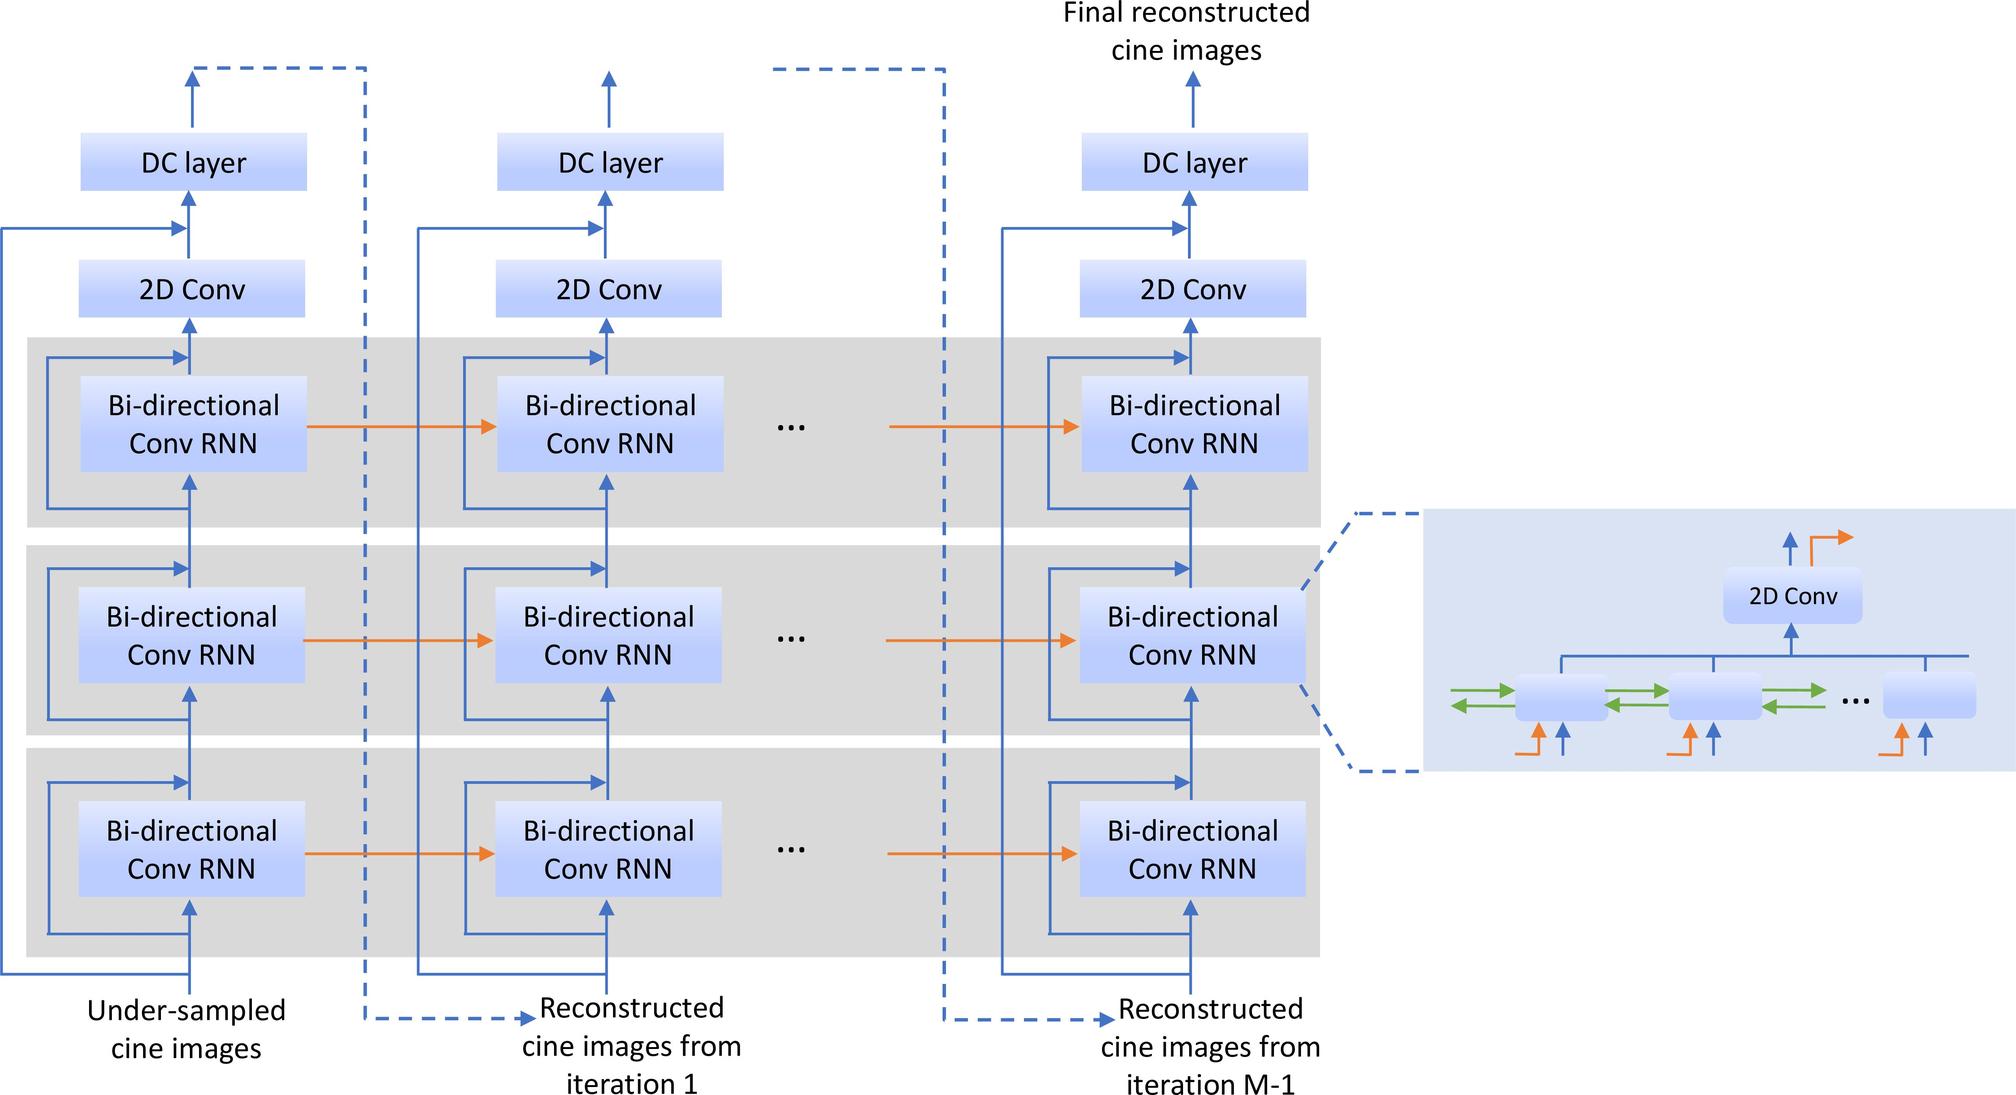 Final reconstructed
cine images
DC layer
DC layer
DC layer
2D Conv
2D Conv
2D Conv
Bi-directional
Conv RNN
Bi-directional
Conv RNN
...
Bi-directional
Conv RNN
Bi-directional
Conv RNN
Bi-directional
Conv RNN
...
Bi-directional
Conv RNN
2D Conv
...
Bi-directional
Conv RNN
Bi-directional
Conv RNN
...
Bi-directional
Conv RNN
Under-sampled
cine images
Reconstructed
cine images from
iteration 1
Reconstructed
cine images from
iteration M-1